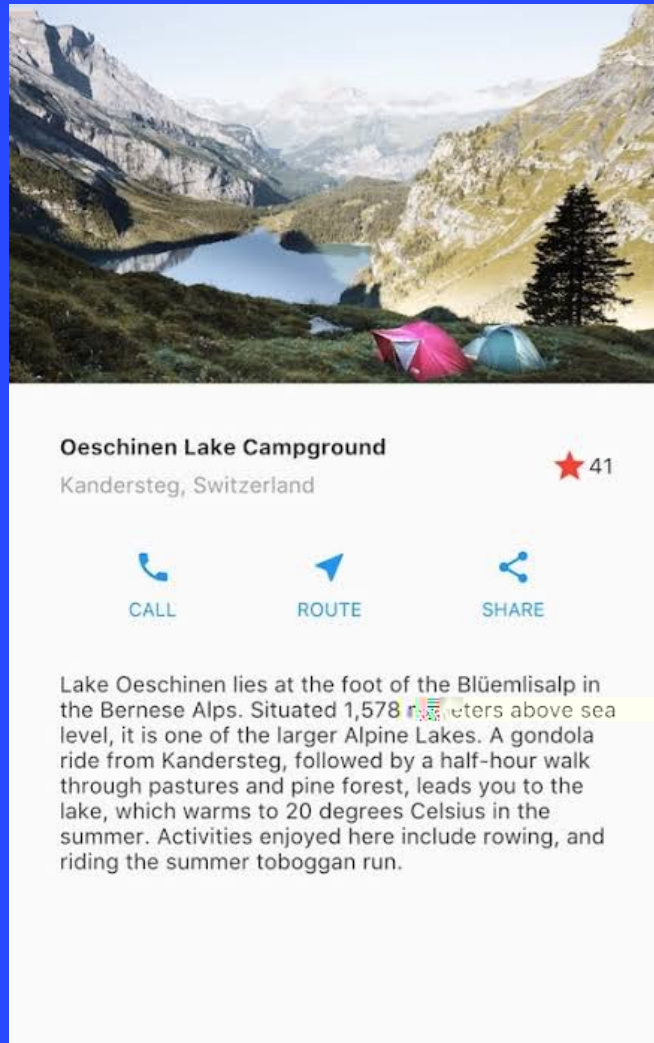 Oeschinen Lake Campground
41
Kandersteg, Switzerland
CALL
ROUTE
SHARE
Lake Oeschinen lies at the foot of the Blüemlisalp in
the Bernese Alps. Situated 1,578 above sea
level, it is one of the larger Alpine Lakes. A gondola
ride from Kandersteg, followed by a half-hour walk
through pastures and pine forest, leads you to the
lake, which warms to 20 degrees Celsius in the
summer. Activities enjoyed here include rowing, and
riding the summer toboggan run.